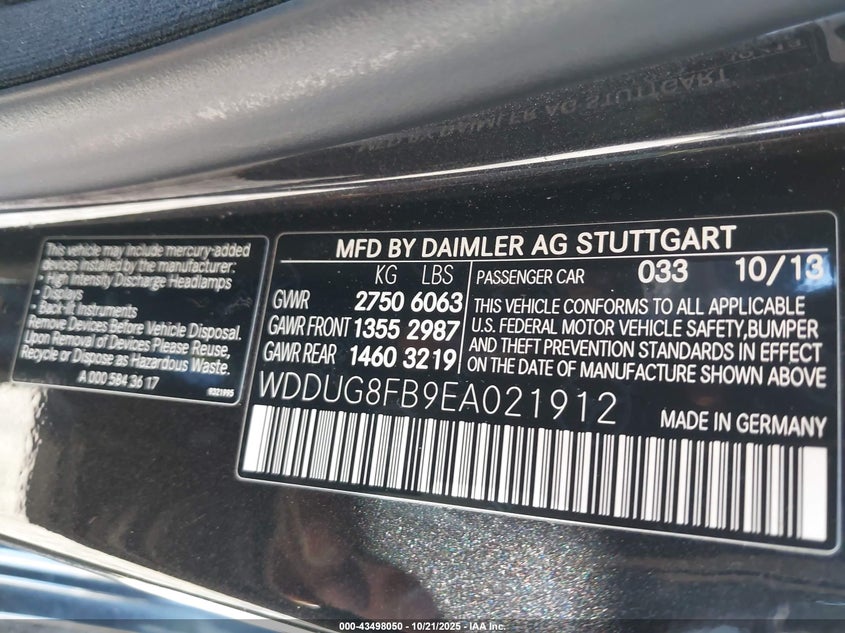 This vehicle may include mercury-added
devices installed by the manufacturer:
- High Intensity Discharge Headlamps
- Displays
- Back-lit Instruments
Remove Devices Before Vehicle Disposal.
Upon Removal of Devices Please Reuse,
Recycle or Dispose as Hazardous Waste.
A 000 584 36 17
9321995
MFD BY DAIMLER AG STUTTGART
KG LBS
GVWR 2750 6063
GAWR FRONT 1355 2987
GAWR REAR 1460 3219
PASSENGER CAR 033 10/13
THIS VEHICLE CONFORMS TO ALL APPLICABLE
U.S. FEDERAL MOTOR VEHICLE SAFETY,BUMPER
AND THEFT PREVENTION STANDARDS IN EFFECT
ON THE DATE OF MANUFACTURE SHOWN ABOVE
WDDUG8FB9EA021912
MADE IN GERMANY
000-43498050 - 10/21/2025 - IAA Inc.